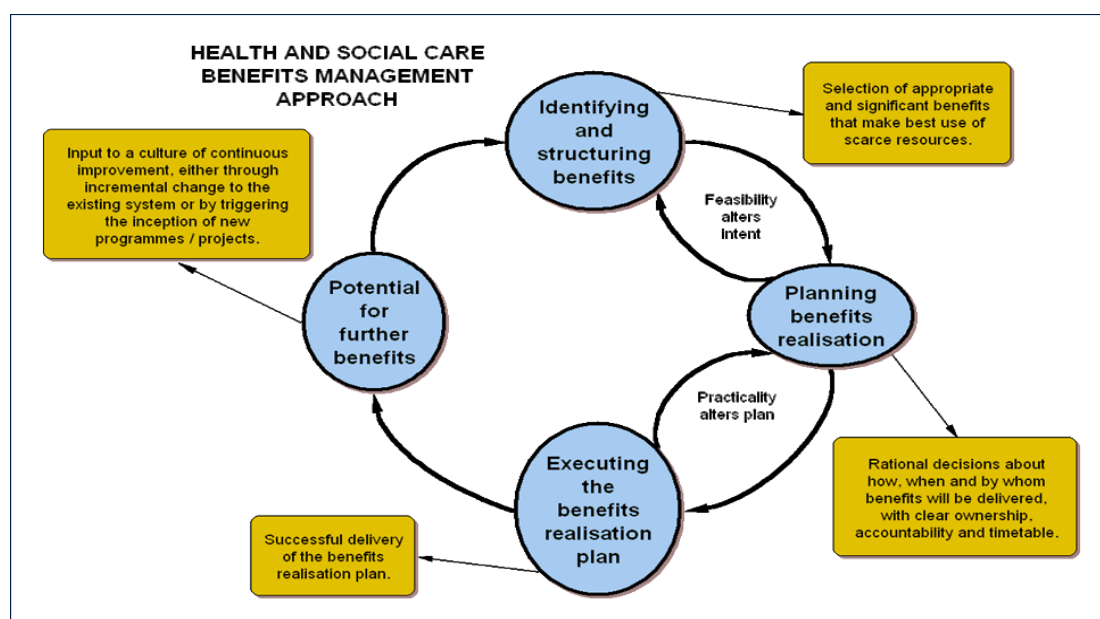 HEALTH AND SOCIAL CARE
BENEFITS MANAGEMENT
APPROACH
Identifying
and
structuring
benefits
Selection of appropriate
and significant benefits
that make best use of
scarce resources.
Input to a culture of continuous
improvement, either through
incremental change to the
existing system or by triggering
the inception of new
programmes / projects.
Feasibility
alters
Intent
Potential
for
further
benefits
Planning
benefits
realisation
Practicality
alters plan
Executing
the
benefits
realisation
plan
Rational decisions about
how, when and by whom
benefits will be delivered,
with clear ownership,
accountability and timetable.
Successful delivery
of the benefits
realisation plan.